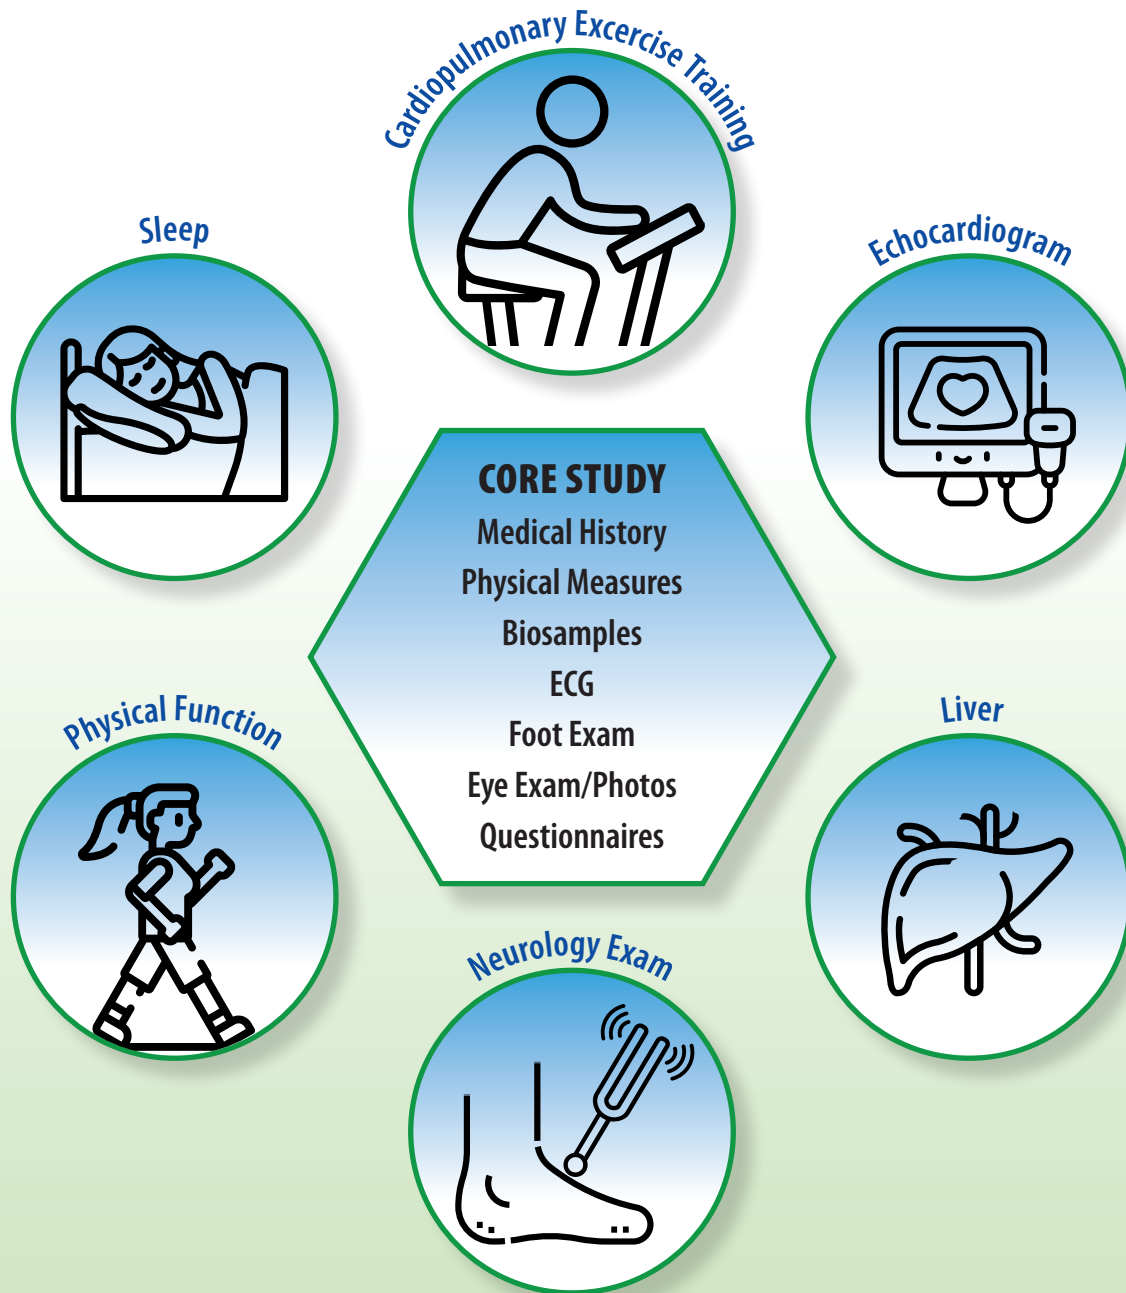 Cardiopulmonary Excercise Training
Sleep
Echocardiogram
CORE STUDY
Medical History
Physical Measures
Biosamples
ECG
Foot Exam
Eye Exam/Photos
Questionnaires
Physical Function
Liver
Neurology Exam